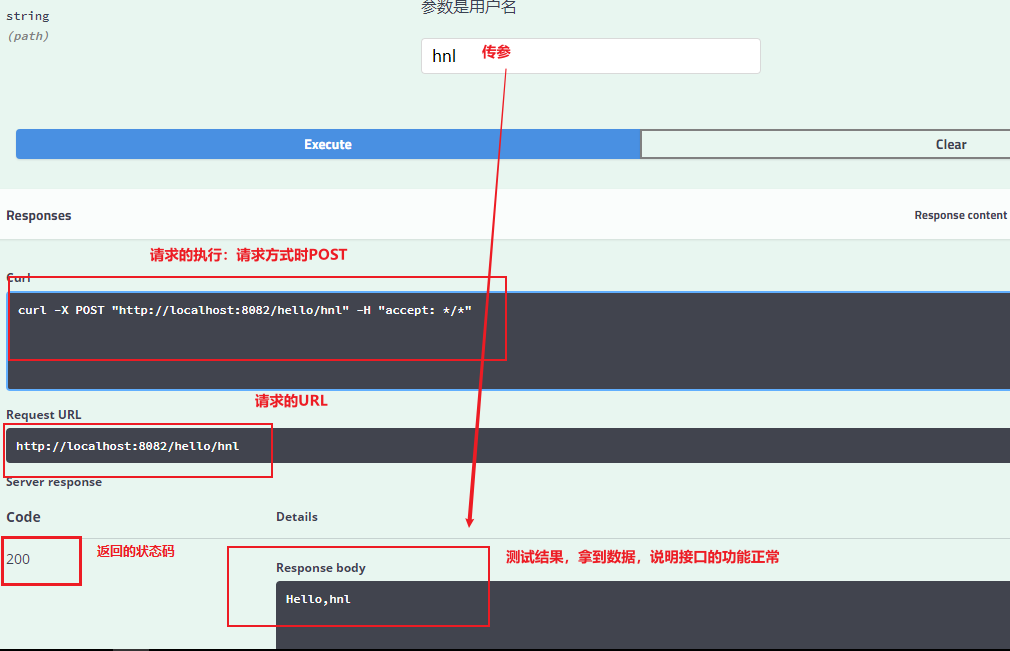 参数是用户名
string
(path)
hnl
传参
Execute
Clear
Responses
Response content
请求的执行：请求方式时POST
Curl
curl -X POST "http://localhost:8082/hello/hnl" -H "accept: */*"
请求的URL
Request URL
http://localhost:8082/hello/hnl
Server response
Code
Details
200
返回的状态码
测试结果，拿到数据，说明接口的功能正常
Response body
Hello,hnl